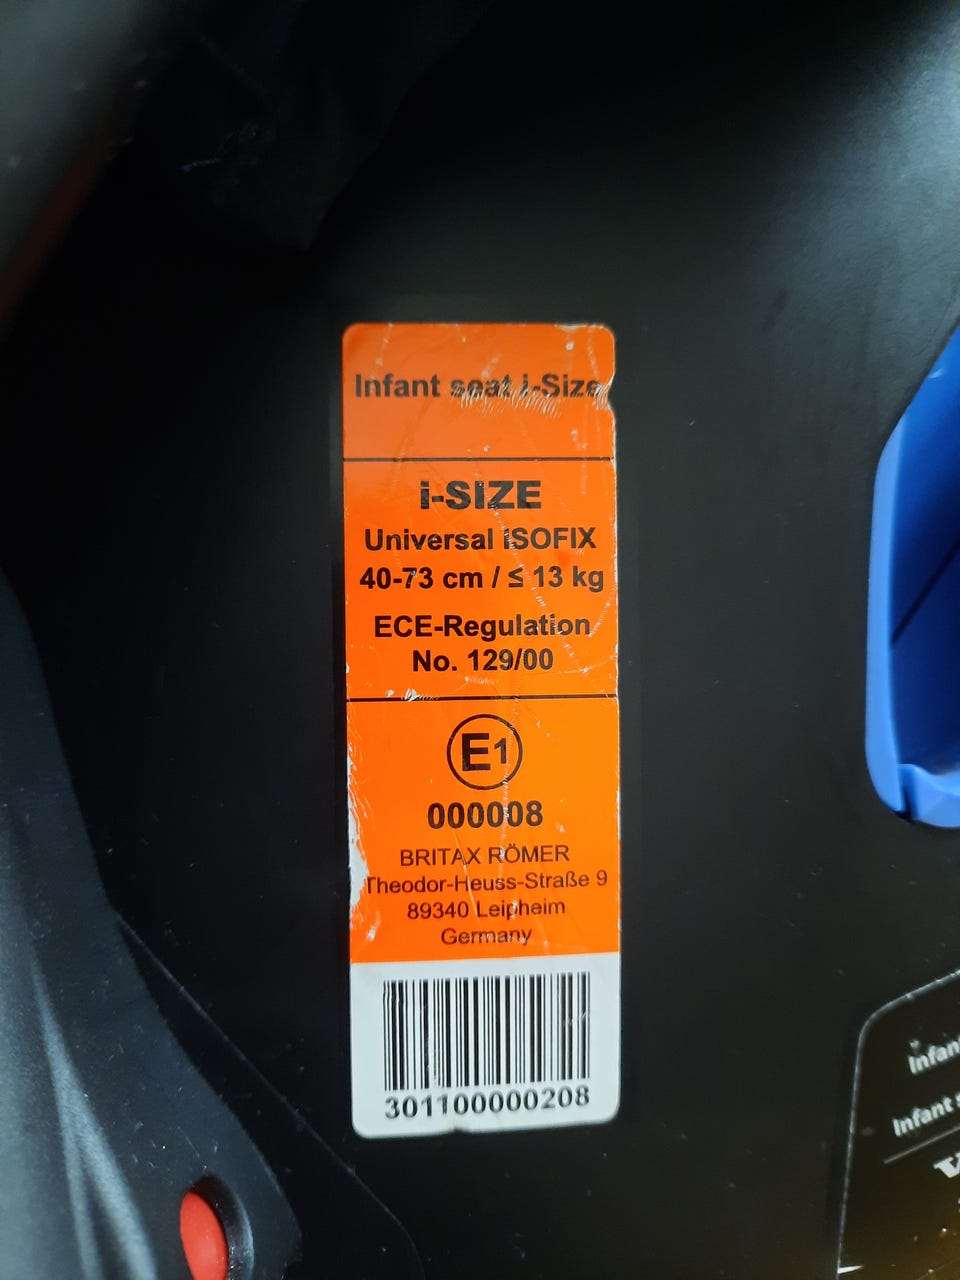 Infant seat i-Size
i-SIZE
Universal ISOFIX
40-73 cm / ≤ 13 kg
ECE-Regulation
No. 129/00
E1
000008
BRITAX RÖMER
Theodor-Heuss-Straße 9
89340 Leipheim
Germany
301100000208
Infant